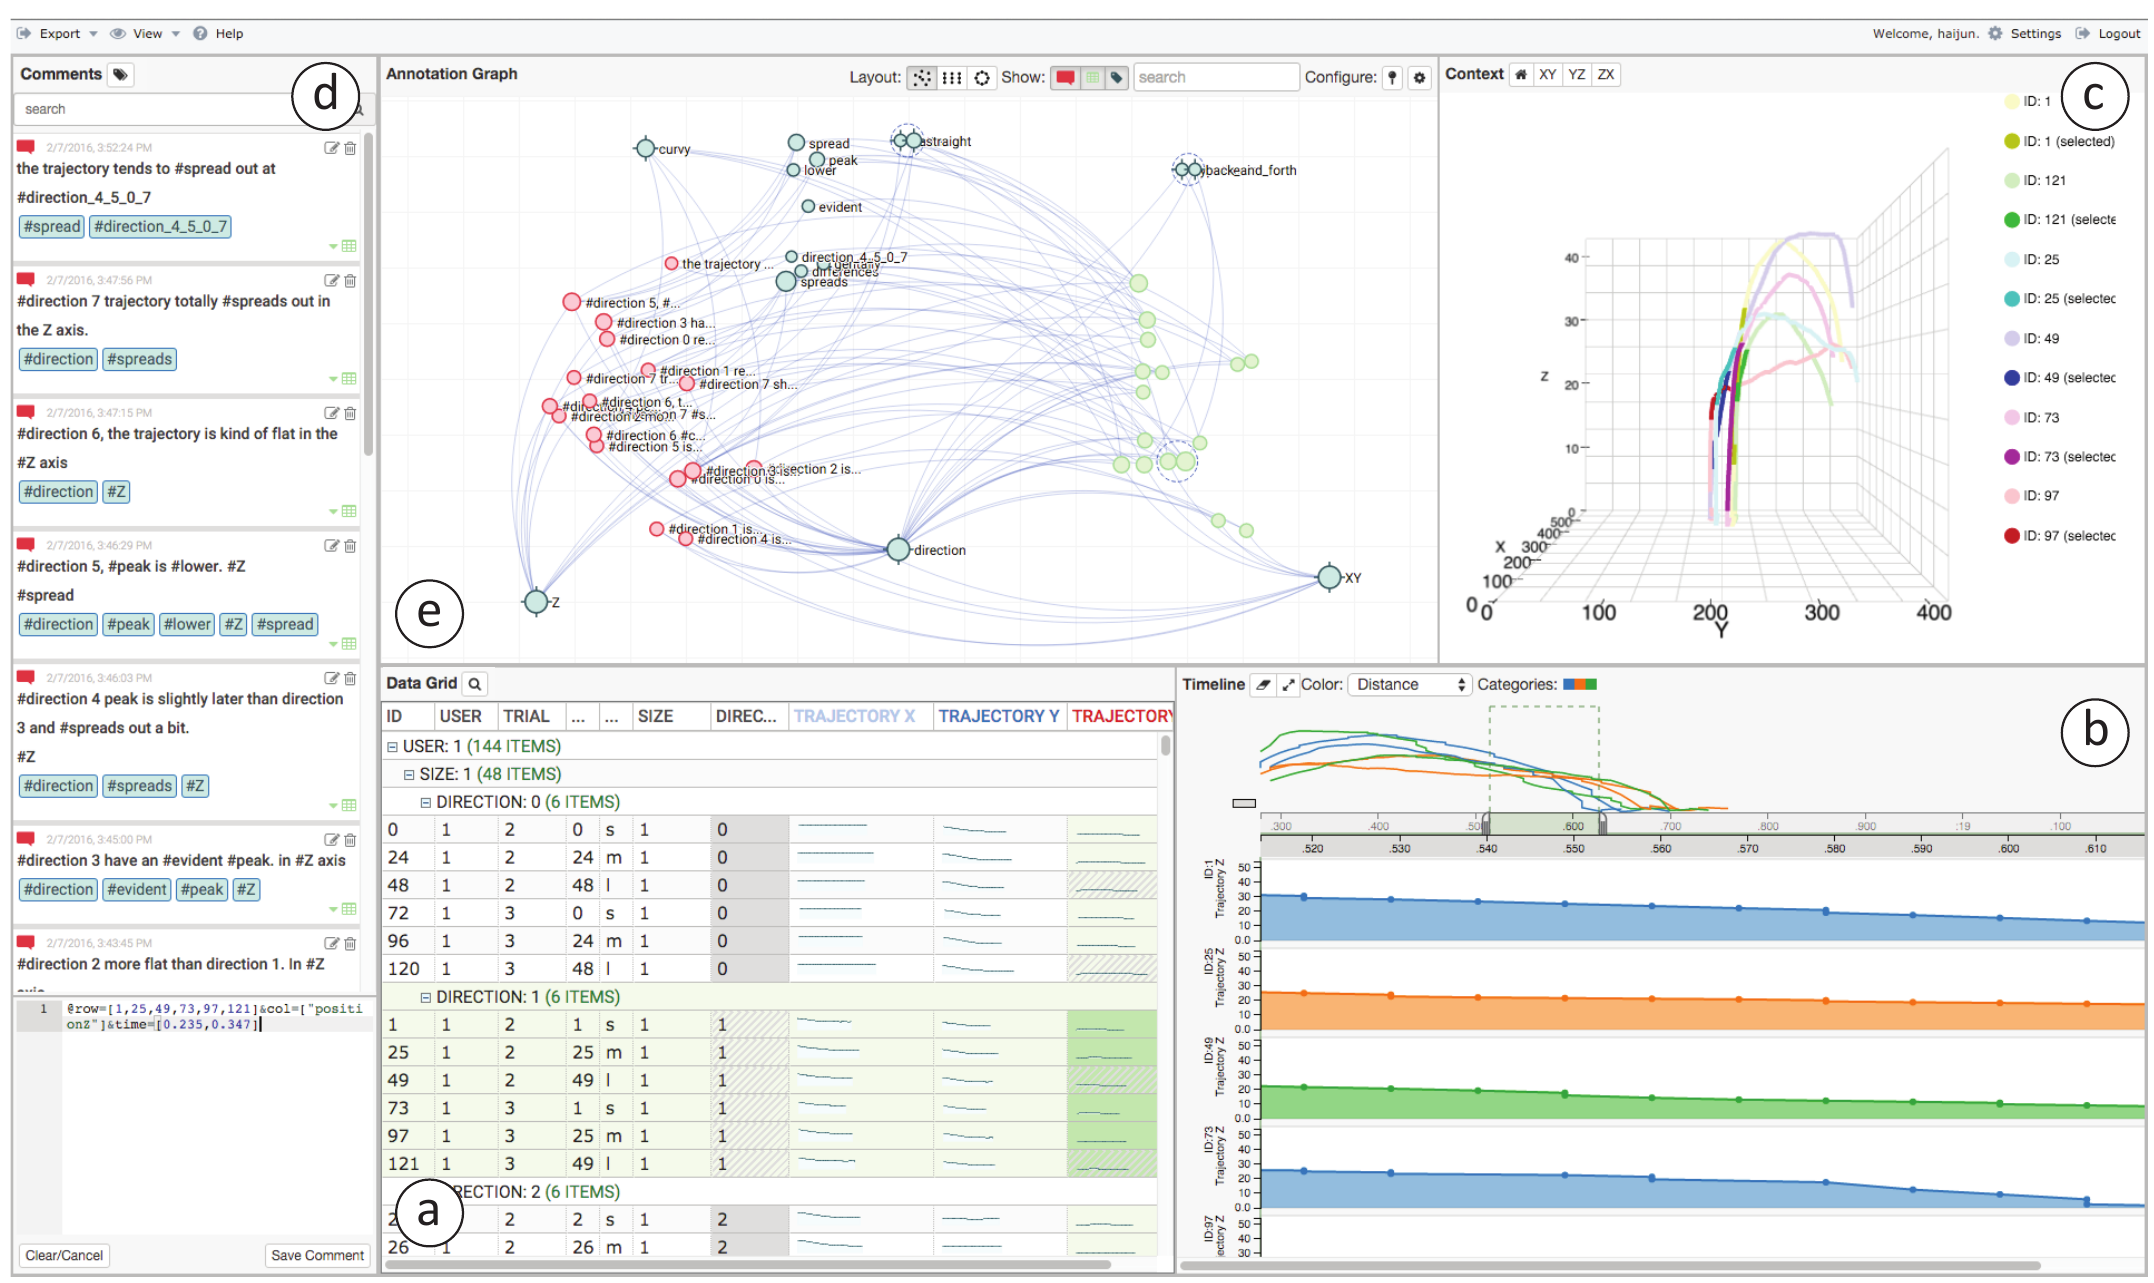 Export View Help
Welcome, haijun. Settings Logout
Comments
d
search
2/7/2016, 3:52:24 PM
the trajectory tends to #spread out at
#direction_4_5_0_7
#spread #direction_4_5_0_7
2/7/2016, 3:47:56 PM
#direction 7 trajectory totally #spreads out in
the Z axis.
#direction #spreads
2/7/2016, 3:47:15 PM
#direction 6, the trajectory is kind of flat in the
#Z axis
#direction #Z
2/7/2016, 3:46:29 PM
#direction 5, #peak is #lower. #Z
#spread
#direction #peak #lower #Z #spread
2/7/2016, 3:46:03 PM
#direction 4 peak is slightly later than direction
3 and #spreads out a bit.
#Z
#direction #spreads #Z
2/7/2016, 3:45:00 PM
#direction 3 have an #evident #peak. in #Z axis
#direction #evident #peak #Z
2/7/2016, 3:43:45 PM
#direction 2 more flat than direction 1. In #Z
1 @row=[1,25,49,73,97,121]&col=["positi
onZ"]&time=[0.235,0.347]
Clear/Cancel Save Comment
Annotation Graph
Layout: Show: search Configure:
curvy
spread
peak
lower
straight
back_and_forth
evident
direction_4_5_0_7
differences
spreads
the trajectory ...
#direction 5, #...
#direction 3 ha...
#direction 0 re...
#direction 1 re...
#direction 7 tr...
#direction 7 sh...
#direction 6, t...
#direction 2 mo...
#direction 6 #c...
#direction 5 is...
#direction 3 is...
#direction 2 is...
#direction 0 is...
#direction 1 is...
#direction 4 is...
direction
XY
Z
e
Context XY YZ ZX
c
ID: 1
ID: 1 (selected)
ID: 121
ID: 121 (selecte
ID: 25
ID: 25 (selectec
ID: 49
ID: 49 (selectec
ID: 73
ID: 73 (selectec
ID: 97
ID: 97 (selectec
40
30
Z 20
10
0
500
400
X 300
200
100
0 0 100 200 300 400
Y
Data Grid
ID USER TRIAL ... ... SIZE DIREC... TRAJECTORY X TRAJECTORY Y TRAJECTORY
USER: 1 (144 ITEMS)
SIZE: 1 (48 ITEMS)
DIRECTION: 0 (6 ITEMS)
0 1 2 0 s 1 0
24 1 2 24 m 1 0
48 1 2 48 l 1 0
72 1 3 0 s 1 0
96 1 3 24 m 1 0
120 1 3 48 l 1 0
DIRECTION: 1 (6 ITEMS)
1 1 2 1 s 1 1
25 1 2 25 m 1 1
49 1 2 49 l 1 1
73 1 3 1 s 1 1
97 1 3 25 m 1 1
121 1 3 49 l 1 1
RECTION: 2 (6 ITEMS)
2 1 2 2 s 1 2
26 1 2 26 m 1 2
a
Timeline Color: Distance Categories:
b
.300 .400 .50 .600 .700 .800 .900 :19 .100
.520 .530 .540 .550 .560 .570 .580 .590 .600 .610
ID:1
Trajectory Z
50
40
30
20
10
0.0
ID:25
Trajectory Z
50
40
30
20
10
0.0
ID:49
Trajectory Z
50
40
30
20
10
0.0
ID:73
Trajectory Z
50
40
30
20
10
0.0
ID:97
ectory Z
50
40
30